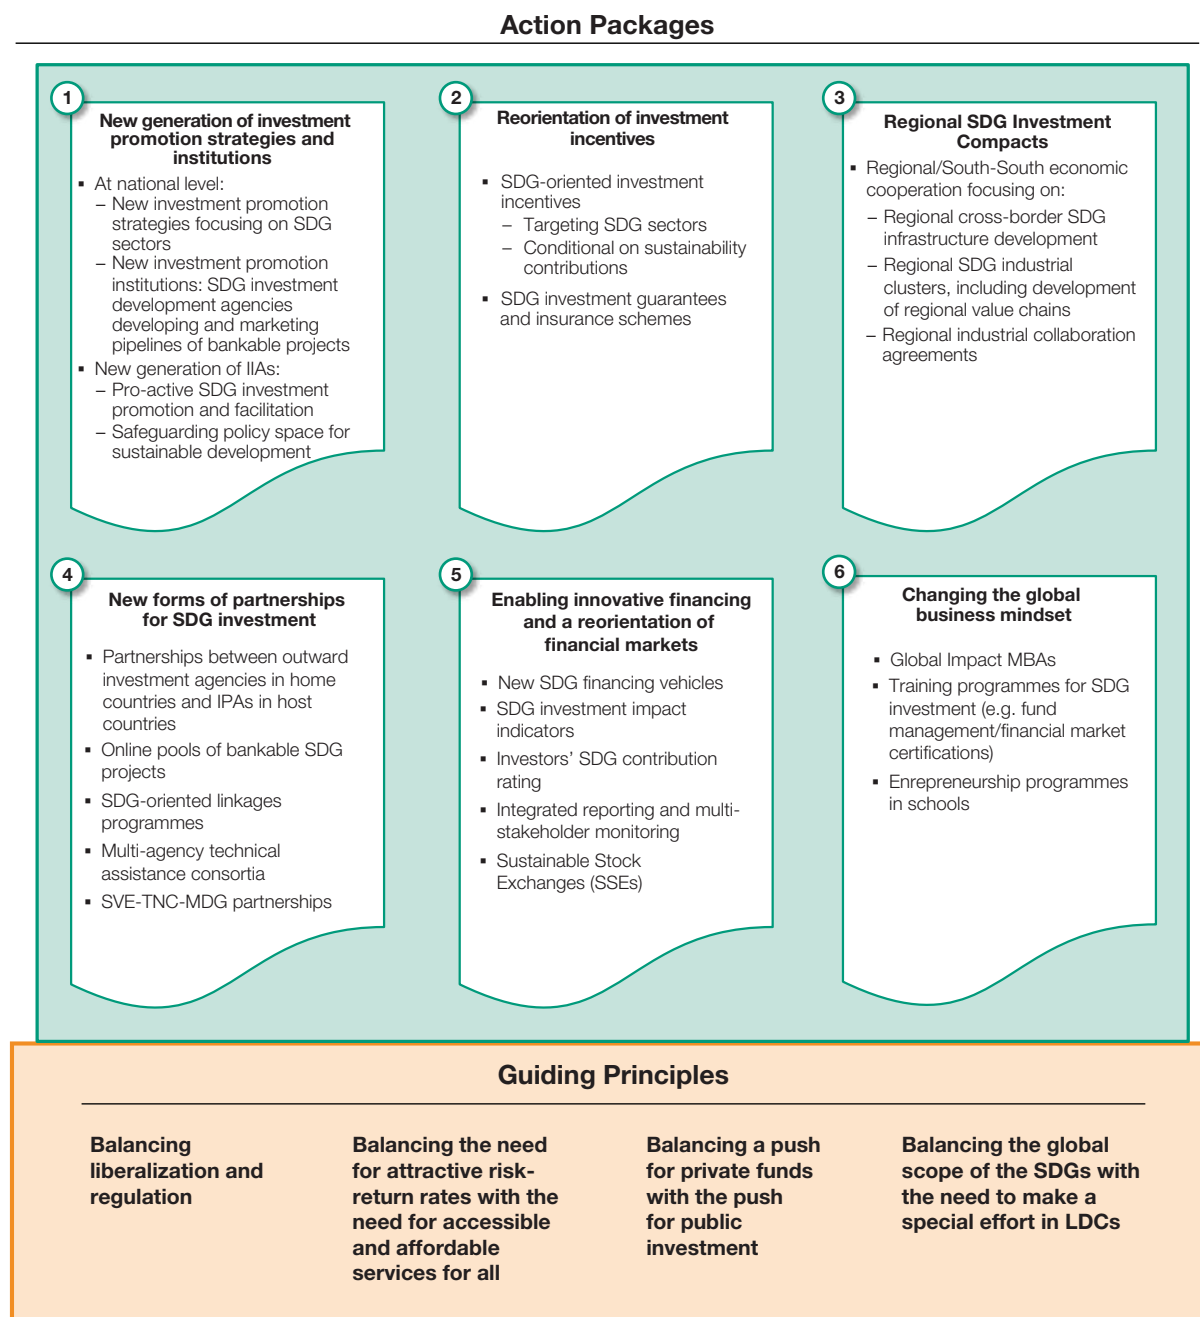 Action Packages
1
New generation of investment
promotion strategies and
institutions
▪ At national level:
– New investment promotion
strategies focusing on SDG
sectors
– New investment promotion
institutions: SDG investment
development agencies
developing and marketing
pipelines of bankable projects
▪ New generation of IIAs:
– Pro-active SDG investment
promotion and facilitation
– Safeguarding policy space for
sustainable development
2
Reorientation of investment
incentives
▪ SDG-oriented investment
incentives
– Targeting SDG sectors
– Conditional on sustainability
contributions
▪ SDG investment guarantees
and insurance schemes
3
Regional SDG Investment
Compacts
▪ Regional/South-South economic
cooperation focusing on:
– Regional cross-border SDG
infrastructure development
– Regional SDG industrial
clusters, including development
of regional value chains
– Regional industrial collaboration
agreements
4
New forms of partnerships
for SDG investment
▪ Partnerships between outward
investment agencies in home
countries and IPAs in host
countries
▪ Online pools of bankable SDG
projects
▪ SDG-oriented linkages
programmes
▪ Multi-agency technical
assistance consortia
▪ SVE-TNC-MDG partnerships
5
Enabling innovative financing
and a reorientation of
financial markets
▪ New SDG financing vehicles
▪ SDG investment impact
indicators
▪ Investors’ SDG contribution
rating
▪ Integrated reporting and multi-
stakeholder monitoring
▪ Sustainable Stock
Exchanges (SSEs)
6
Changing the global
business mindset
▪ Global Impact MBAs
▪ Training programmes for SDG
investment (e.g. fund
management/financial market
certifications)
▪ Enrepreneurship programmes
in schools
Guiding Principles
Balancing
liberalization and
regulation
Balancing the need
for attractive risk-
return rates with the
need for accessible
and affordable
services for all
Balancing a push
for private funds
with the push
for public
investment
Balancing the global
scope of the SDGs with
the need to make a
special effort in LDCs